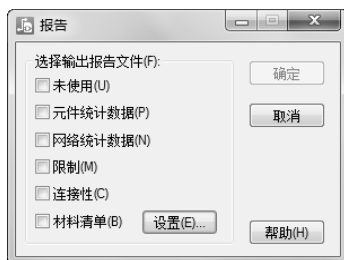 报告
选择输出报告文件(F):
未使用(U)
元件统计数据(P)
网络统计数据(N)
限制(M)
连接性(C)
材料清单(B)
设置(E)...
确定
取消
帮助(H)